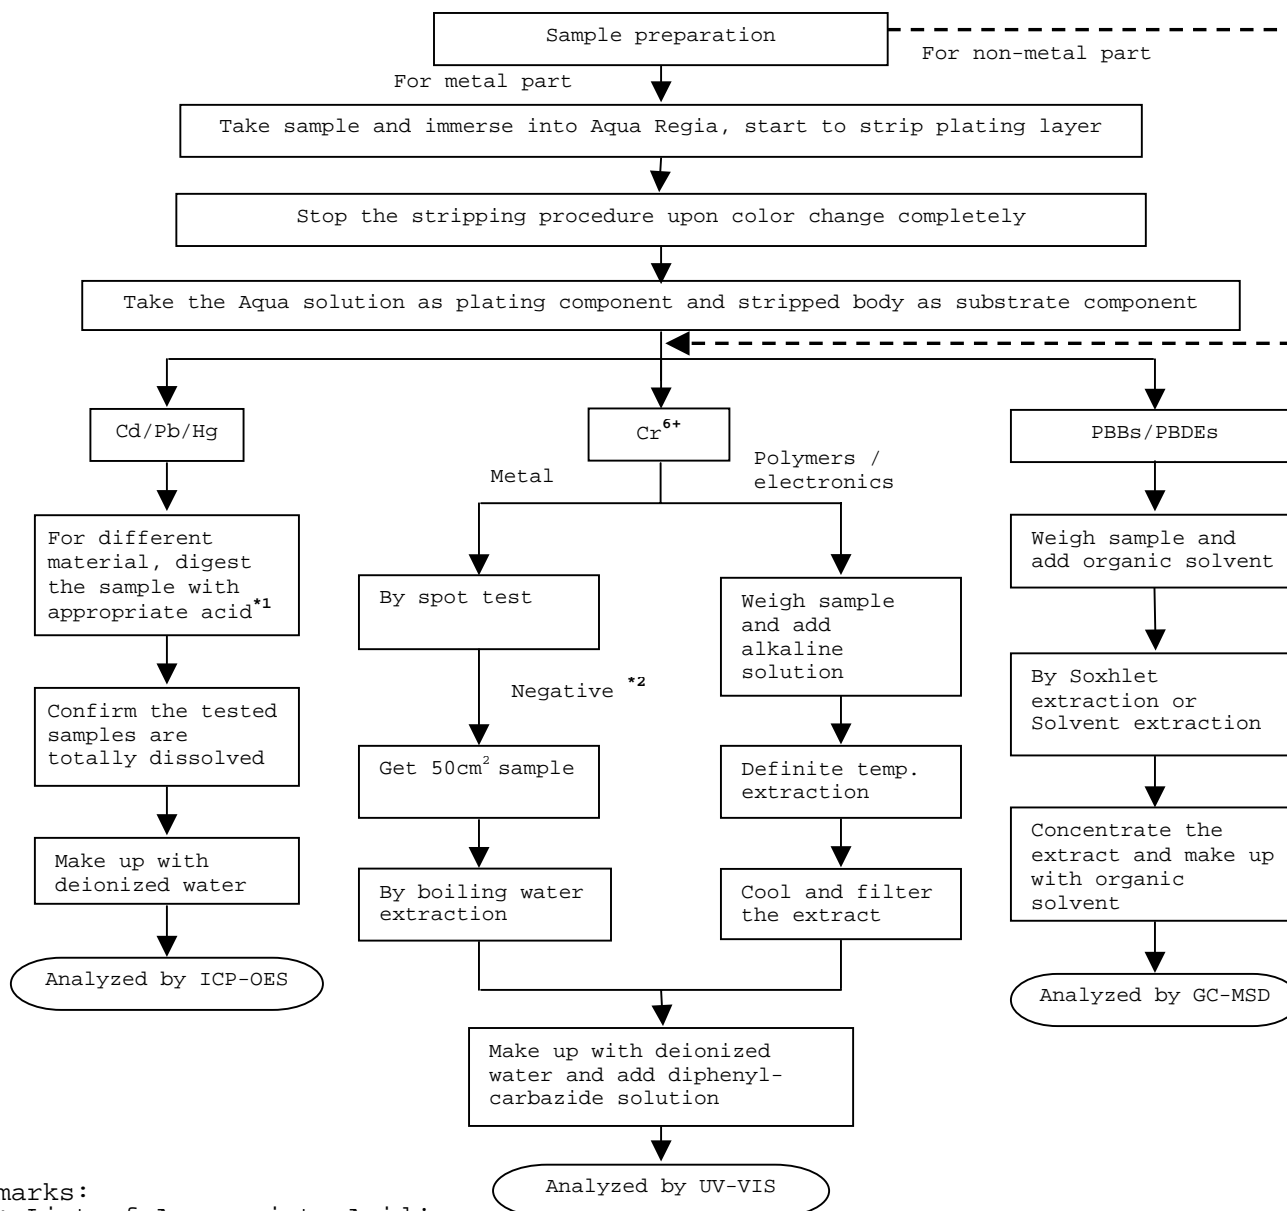 Sample preparation
For non-metal part
For metal part
Take sample and immerse into Aqua Regia, start to strip plating layer
Stop the stripping procedure upon color change completely
Take the Aqua solution as plating component and stripped body as substrate component
Cd/Pb/Hg
Cr6+
PBBs/PBDEs
Metal
Polymers /
electronics
For different
material, digest
the sample with
appropriate acid*1
By spot test
Weigh sample
and add
alkaline
solution
Weigh sample and
add organic solvent
Negative *2
Confirm the tested
samples are
totally dissolved
Get 50cm2 sample
Definite temp.
extraction
By Soxhlet
extraction or
Solvent extraction
Make up with
deionized water
By boiling water
extraction
Cool and filter
the extract
Concentrate the
extract and make up
with organic
solvent
Analyzed by ICP-OES
Analyzed by GC-MSD
Make up with deionized
water and add diphenyl-
carbazide solution
Analyzed by UV-VIS
marks: